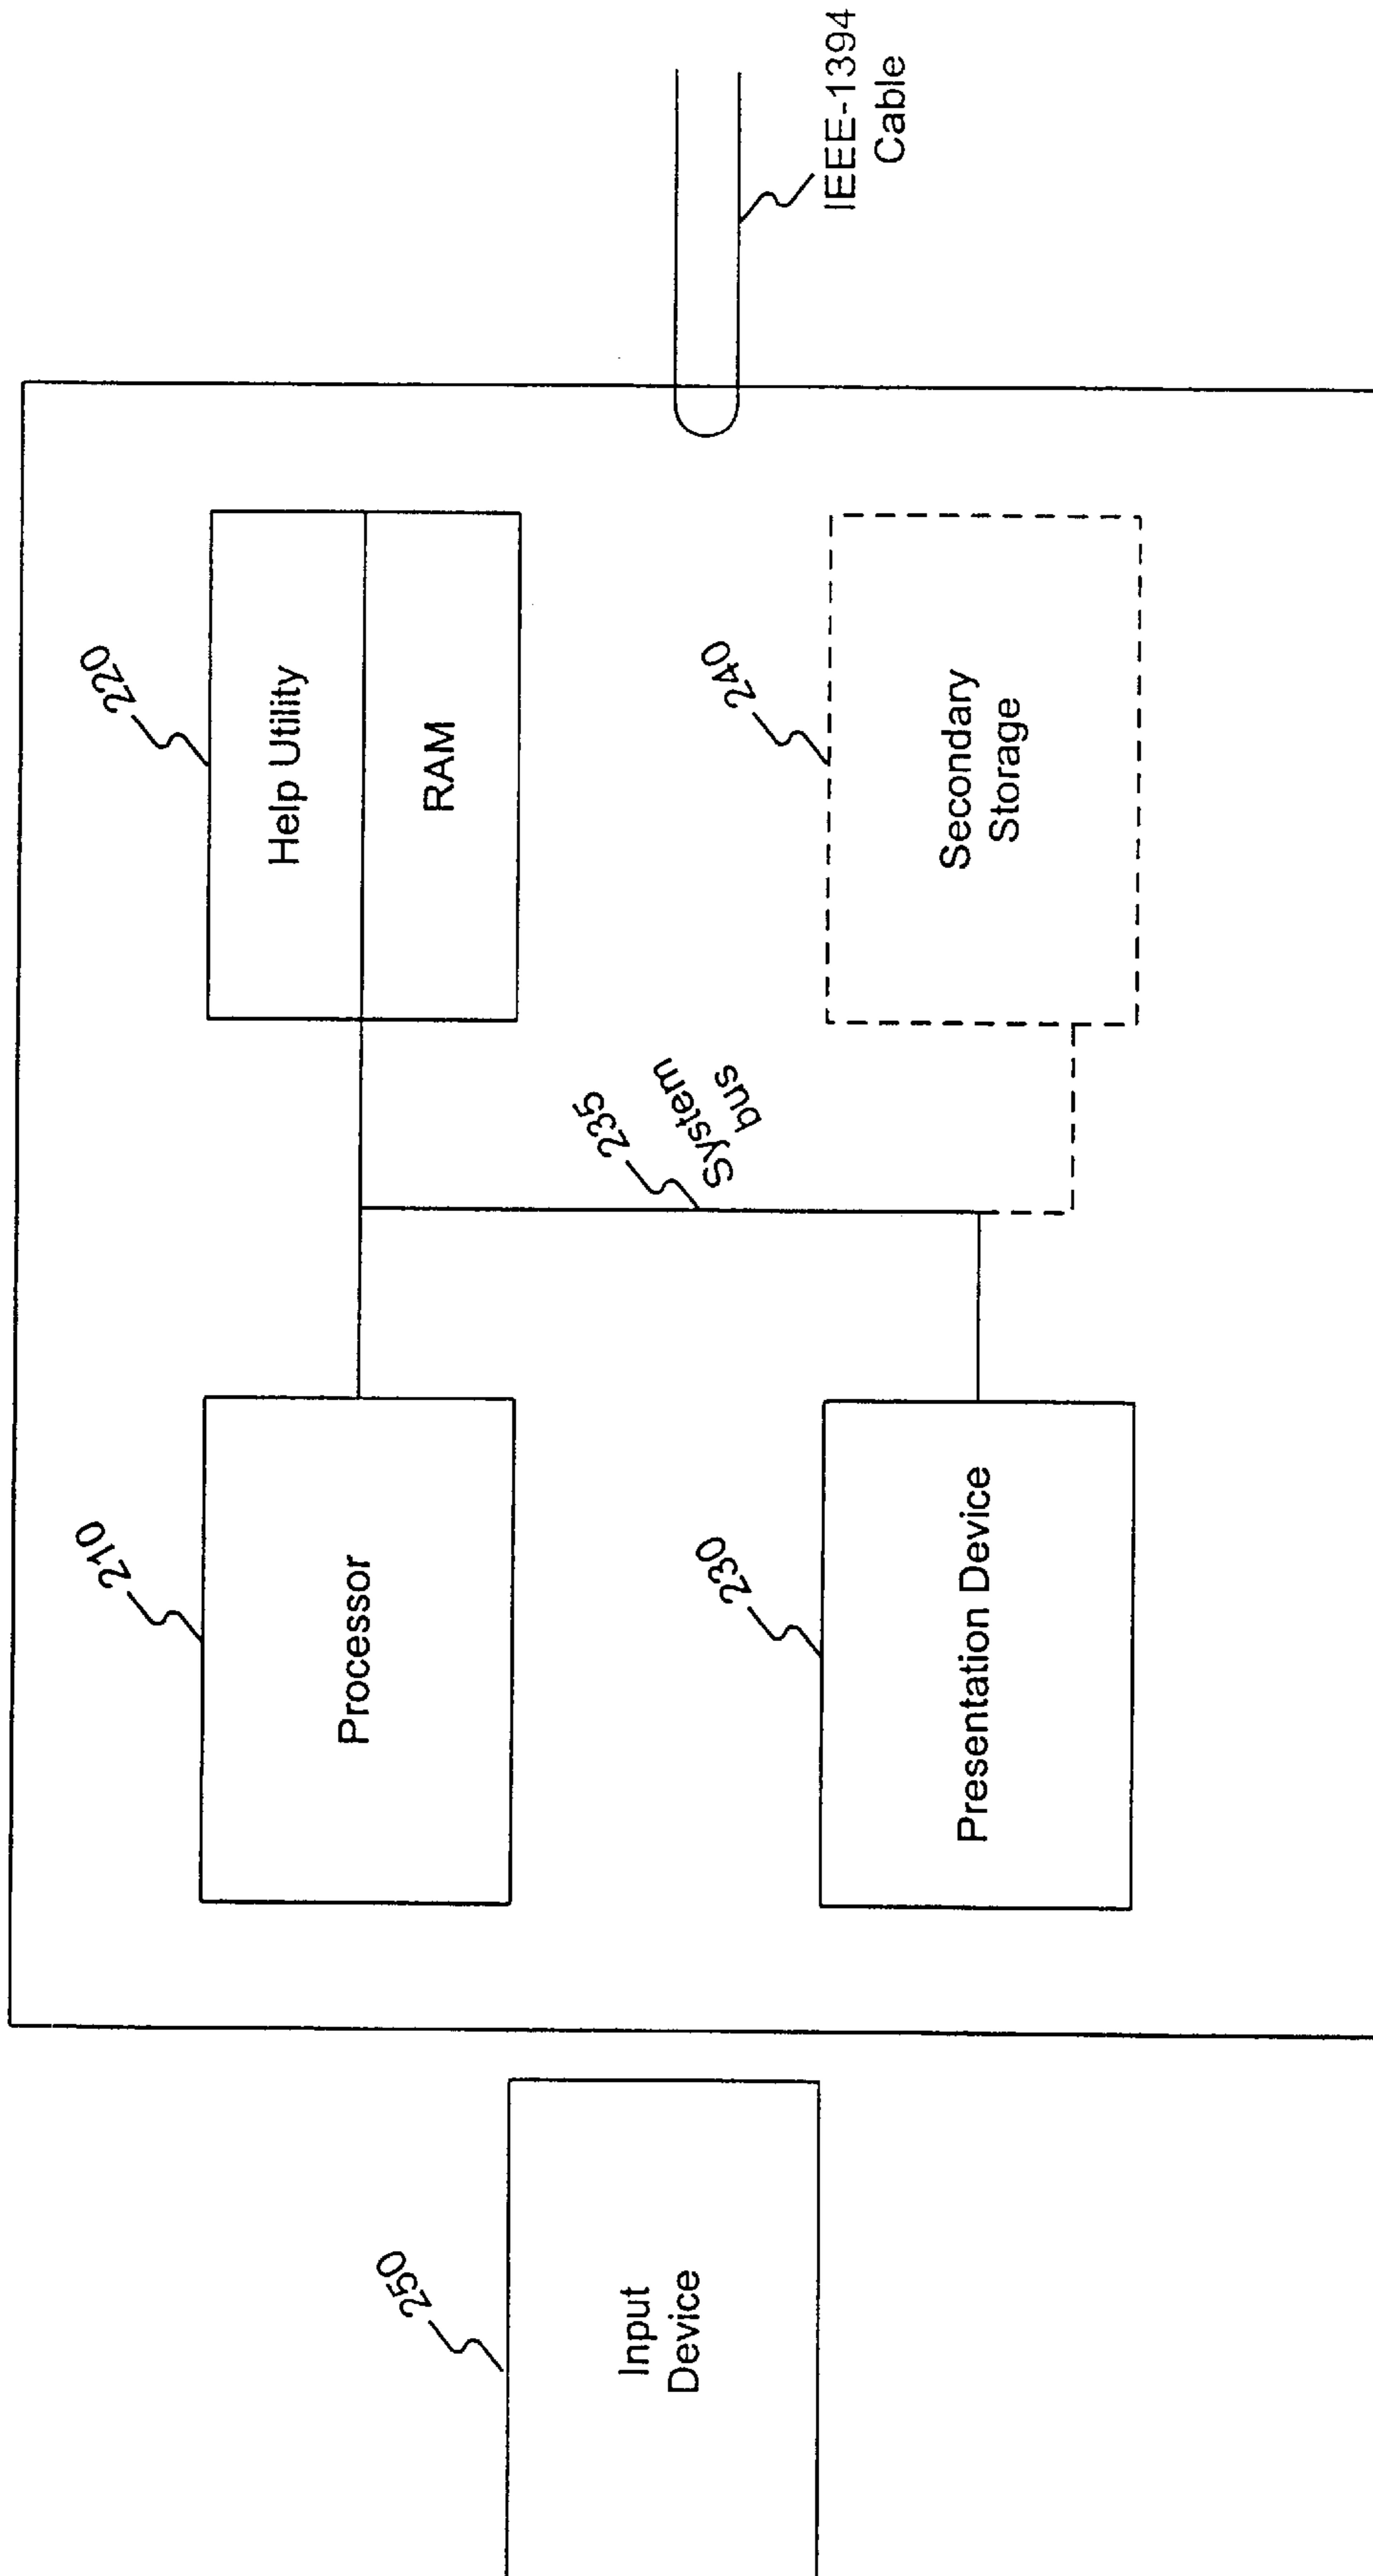 250
Input
Device
210
Processor
220
Help Utility
RAM
235
System
bus
230
Presentation Device
240
Secondary
Storage
IEEE-1394
Cable